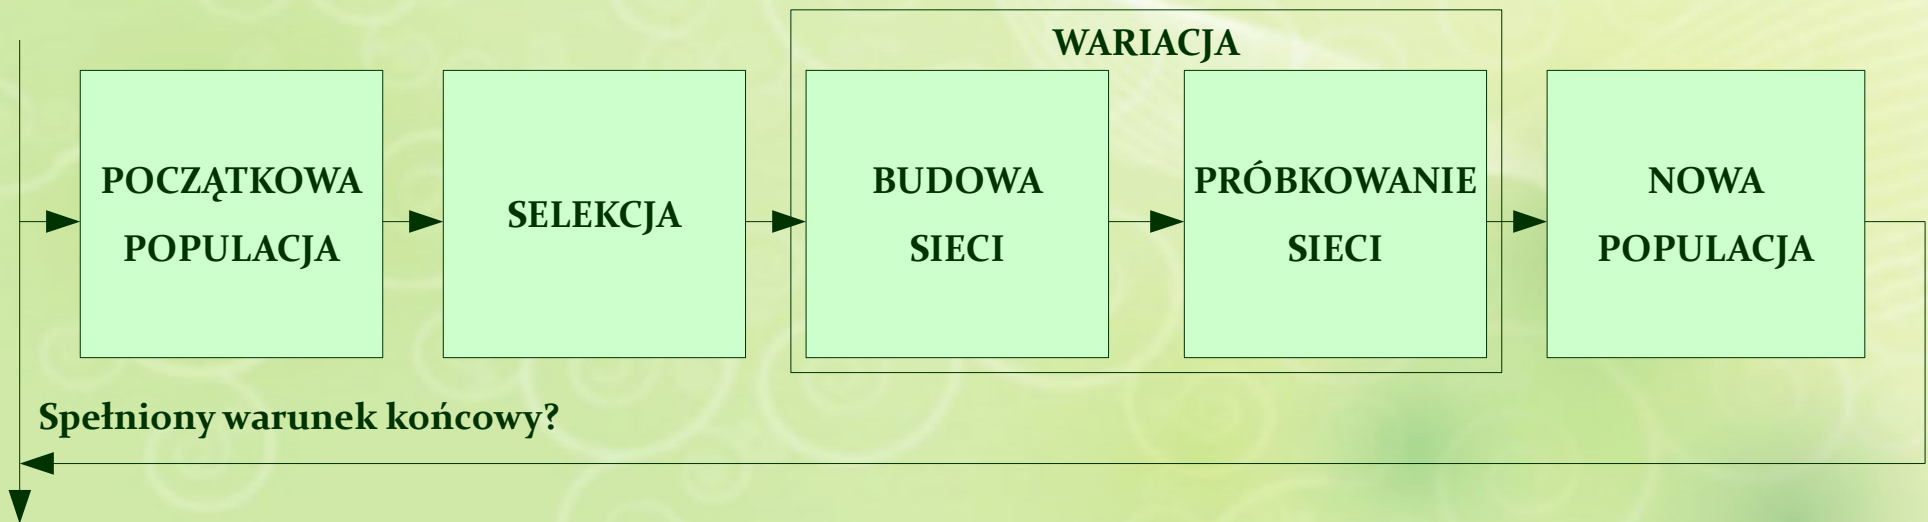 WARIACJA
POCZĄTKOWA
POPULACJA
SELEKCJA
BUDOWA
SIECI
PRÓBKOWANIE
SIECI
NOWA
POPULACJA
Spełniony warunek końcowy?